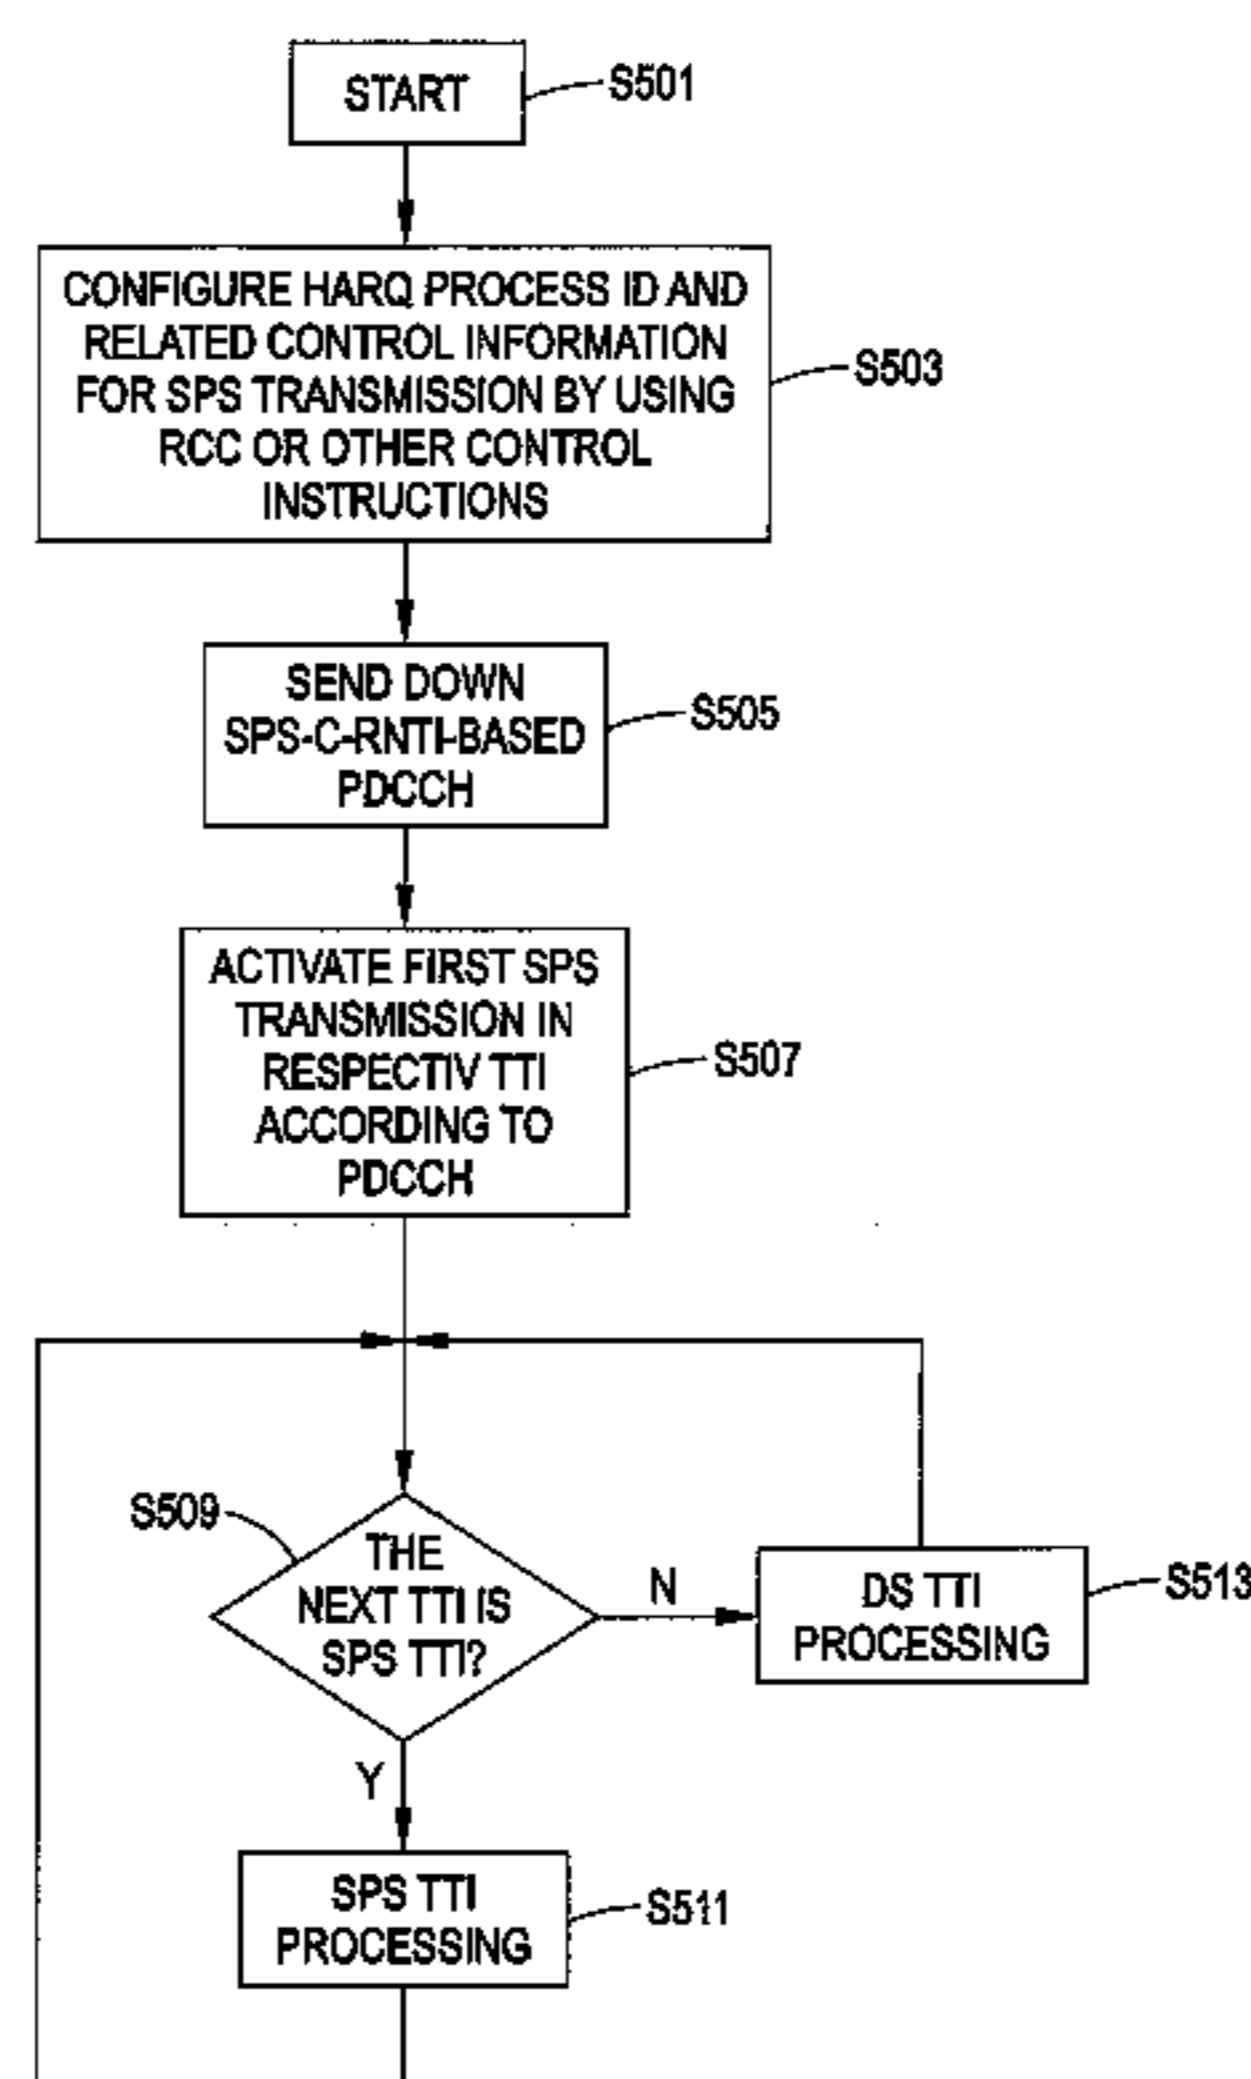 START
S501
CONFIGURE HARQ PROCESS ID AND
RELATED CONTROL INFORMATION
FOR SPS TRANSMISSION BY USING
RCC OR OTHER CONTROL
INSTRUCTIONS
S503
SEND DOWN
SPS-C-RNTI-BASED
PDCCH
S505
ACTIVATE FIRST SPS
TRANSMISSION IN
RESPECTIV TTI
ACCORDING TO
PDCCH
S507
S509
THE
NEXT TTI IS
SPS TTI?
N
DS TTI
PROCESSING
S513
Y
SPS TTI
PROCESSING
S511